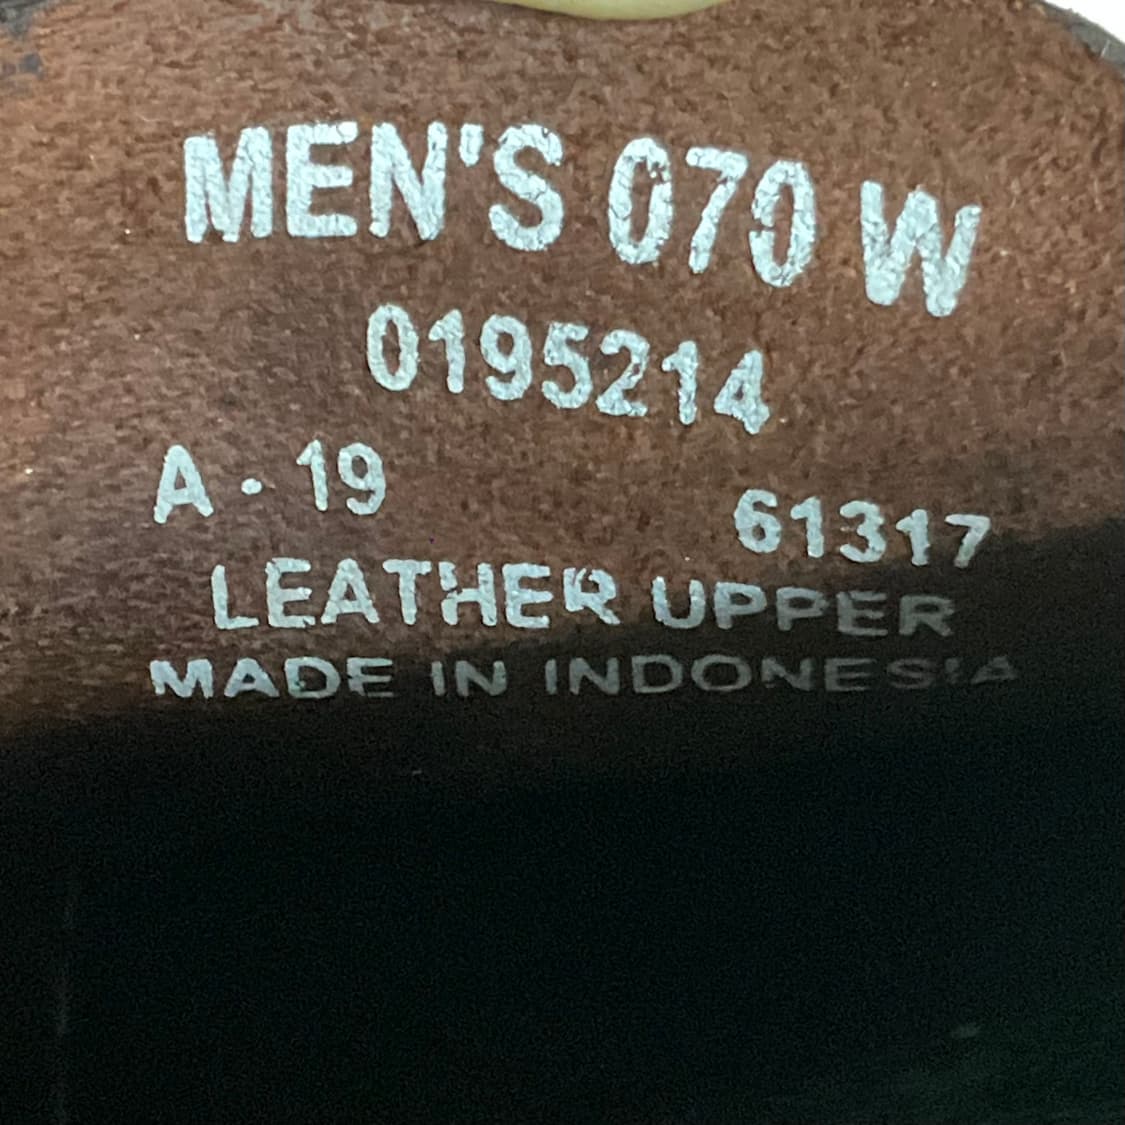 MEN'S 070 W
0195214
A - 19 61317
LEATHER UPPER
MADE IN INDONESIA